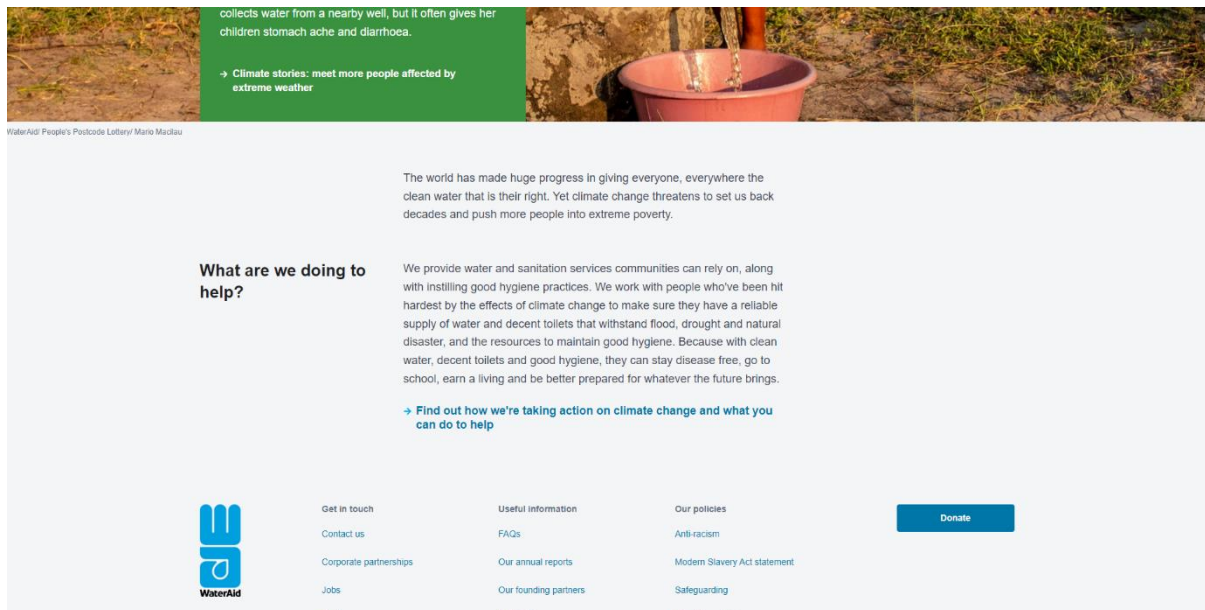 collects water from a nearby well, but it often gives her
children stomach ache and diarrhoea.
→ Climate stories: meet more people affected by
extreme weather
WaterAid/ People's Postcode Lottery/ Mario Macilau
The world has made huge progress in giving everyone, everywhere the
clean water that is their right. Yet climate change threatens to set us back
decades and push more people into extreme poverty.
What are we doing to
help?
We provide water and sanitation services communities can rely on, along
with instilling good hygiene practices. We work with people who've been hit
hardest by the effects of climate change to make sure they have a reliable
supply of water and decent toilets that withstand flood, drought and natural
disaster, and the resources to maintain good hygiene. Because with clean
water, decent toilets and good hygiene, they can stay disease free, go to
school, earn a living and be better prepared for whatever the future brings.
→ Find out how we're taking action on climate change and what you
can do to help
WaterAid
Get in touch
Contact us
Corporate partnerships
Jobs
Useful information
FAQs
Our annual reports
Our founding partners
Our policies
Anti-racism
Modern Slavery Act statement
Safeguarding
Donate